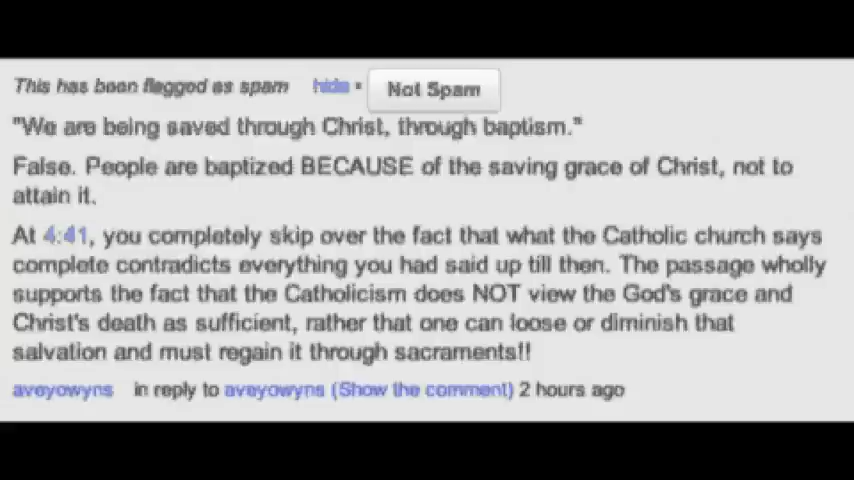 This has been flagged as spam hide • Not Spam
"We are being saved through Christ, through baptism."
False. People are baptized BECAUSE of the saving grace of Christ, not to
attain it.
At 4:41, you completely skip over the fact that what the Catholic church says
complete contradicts everything you had said up till then. The passage wholly
supports the fact that the Catholicism does NOT view the God's grace and
Christ's death as sufficient, rather that one can loose or diminish that
salvation and must regain it through sacraments!!
aveyowyns in reply to aveyowyns (Show the comment) 2 hours ago